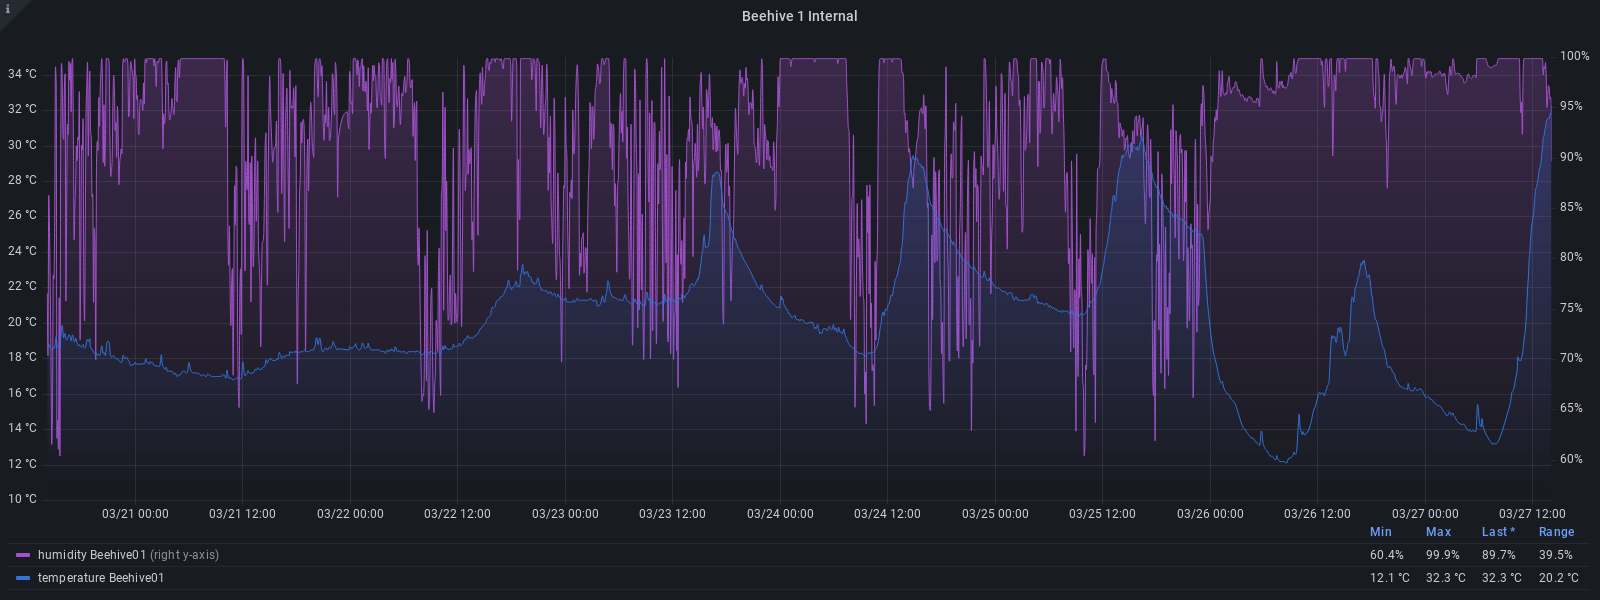 i
Beehive 1 Internal
34 °C
32 °C
30 °C
28 °C
26 °C
24 °C
22 °C
20 °C
18 °C
16 °C
14 °C
12 °C
10 °C
100%
95%
90%
85%
80%
75%
70%
65%
60%
03/21 00:00 03/21 12:00 03/22 00:00 03/22 12:00 03/23 00:00 03/23 12:00 03/24 00:00 03/24 12:00 03/25 00:00 03/25 12:00 03/26 00:00 03/26 12:00 03/27 00:00 03/27 12:00
Min Max Last * Range
humidity Beehive01 (right y-axis) 60.4% 99.9% 89.7% 39.5%
temperature Beehive01 12.1 °C 32.3 °C 32.3 °C 20.2 °C